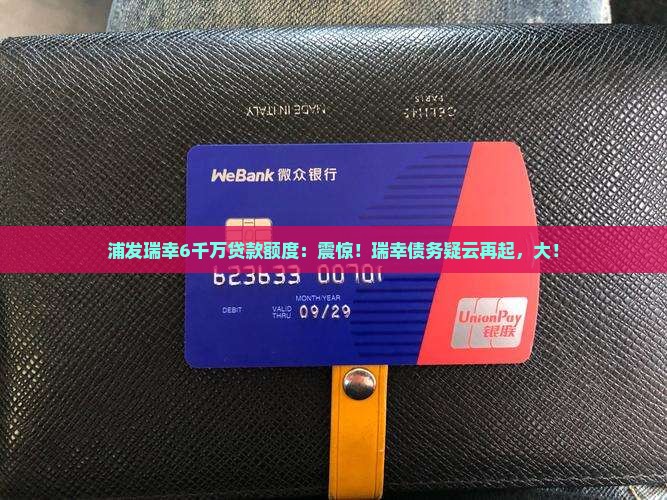 MADE IN ITALY
CELINE
PARIS
WeBank 微众银行
浦发瑞幸6千万贷款额度：震惊！瑞幸债务疑云再起，大！
623633 00701
MONTH/YEAR
DEBIT
VALID THRU 09/29
UnionPay
银联